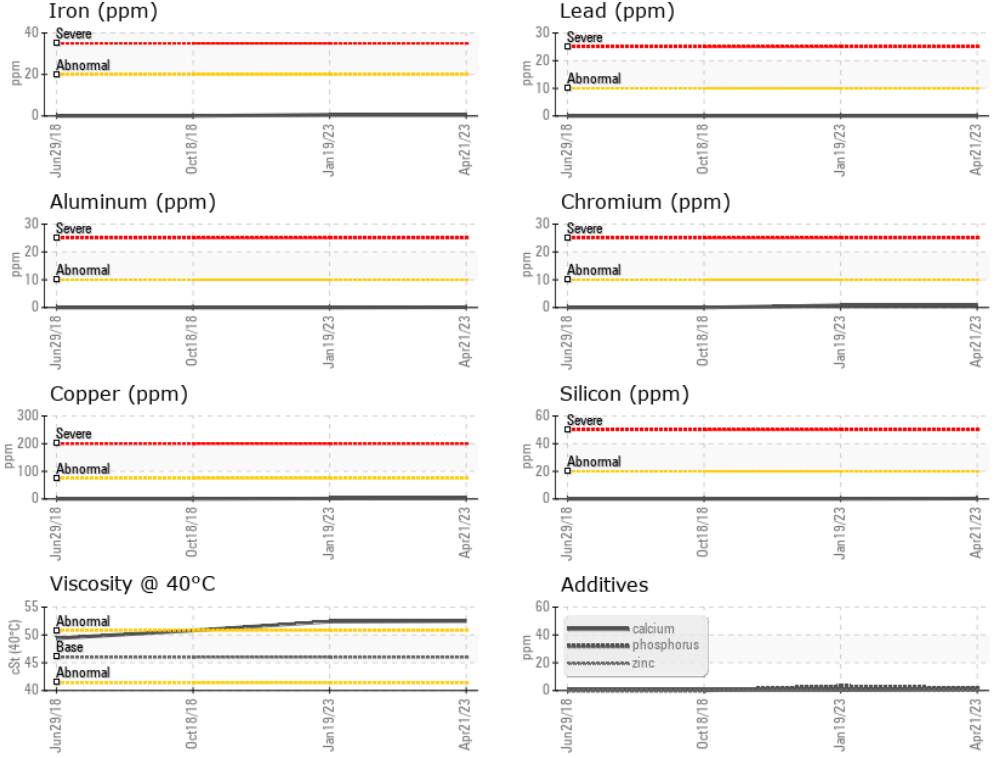 Iron (ppm)
40
20
0
ppm
Severe
Abnormal
Jun29/18
Oct18/18
Jan19/23
Apr21/23
Lead (ppm)
30
20
10
0
ppm
Severe
Abnormal
Jun29/18
Oct18/18
Jan19/23
Apr21/23
Aluminum (ppm)
30
20
10
0
ppm
Severe
Abnormal
Jun29/18
Oct18/18
Jan19/23
Apr21/23
Chromium (ppm)
30
20
10
0
ppm
Severe
Abnormal
Jun29/18
Oct18/18
Jan19/23
Apr21/23
Copper (ppm)
300
200
100
0
ppm
Severe
Abnormal
Jun29/18
Oct18/18
Jan19/23
Apr21/23
Silicon (ppm)
60
40
20
0
ppm
Severe
Abnormal
Jun29/18
Oct18/18
Jan19/23
Apr21/23
Viscosity @ 40°C
55
50
45
40
cSt (40°C)
Abnormal
Base
Abnormal
Jun29/18
Oct18/18
Jan19/23
Apr21/23
Additives
60
40
20
0
ppm
calcium
phosphorus
zinc
Jun29/18
Oct18/18
Jan19/23
Apr21/23